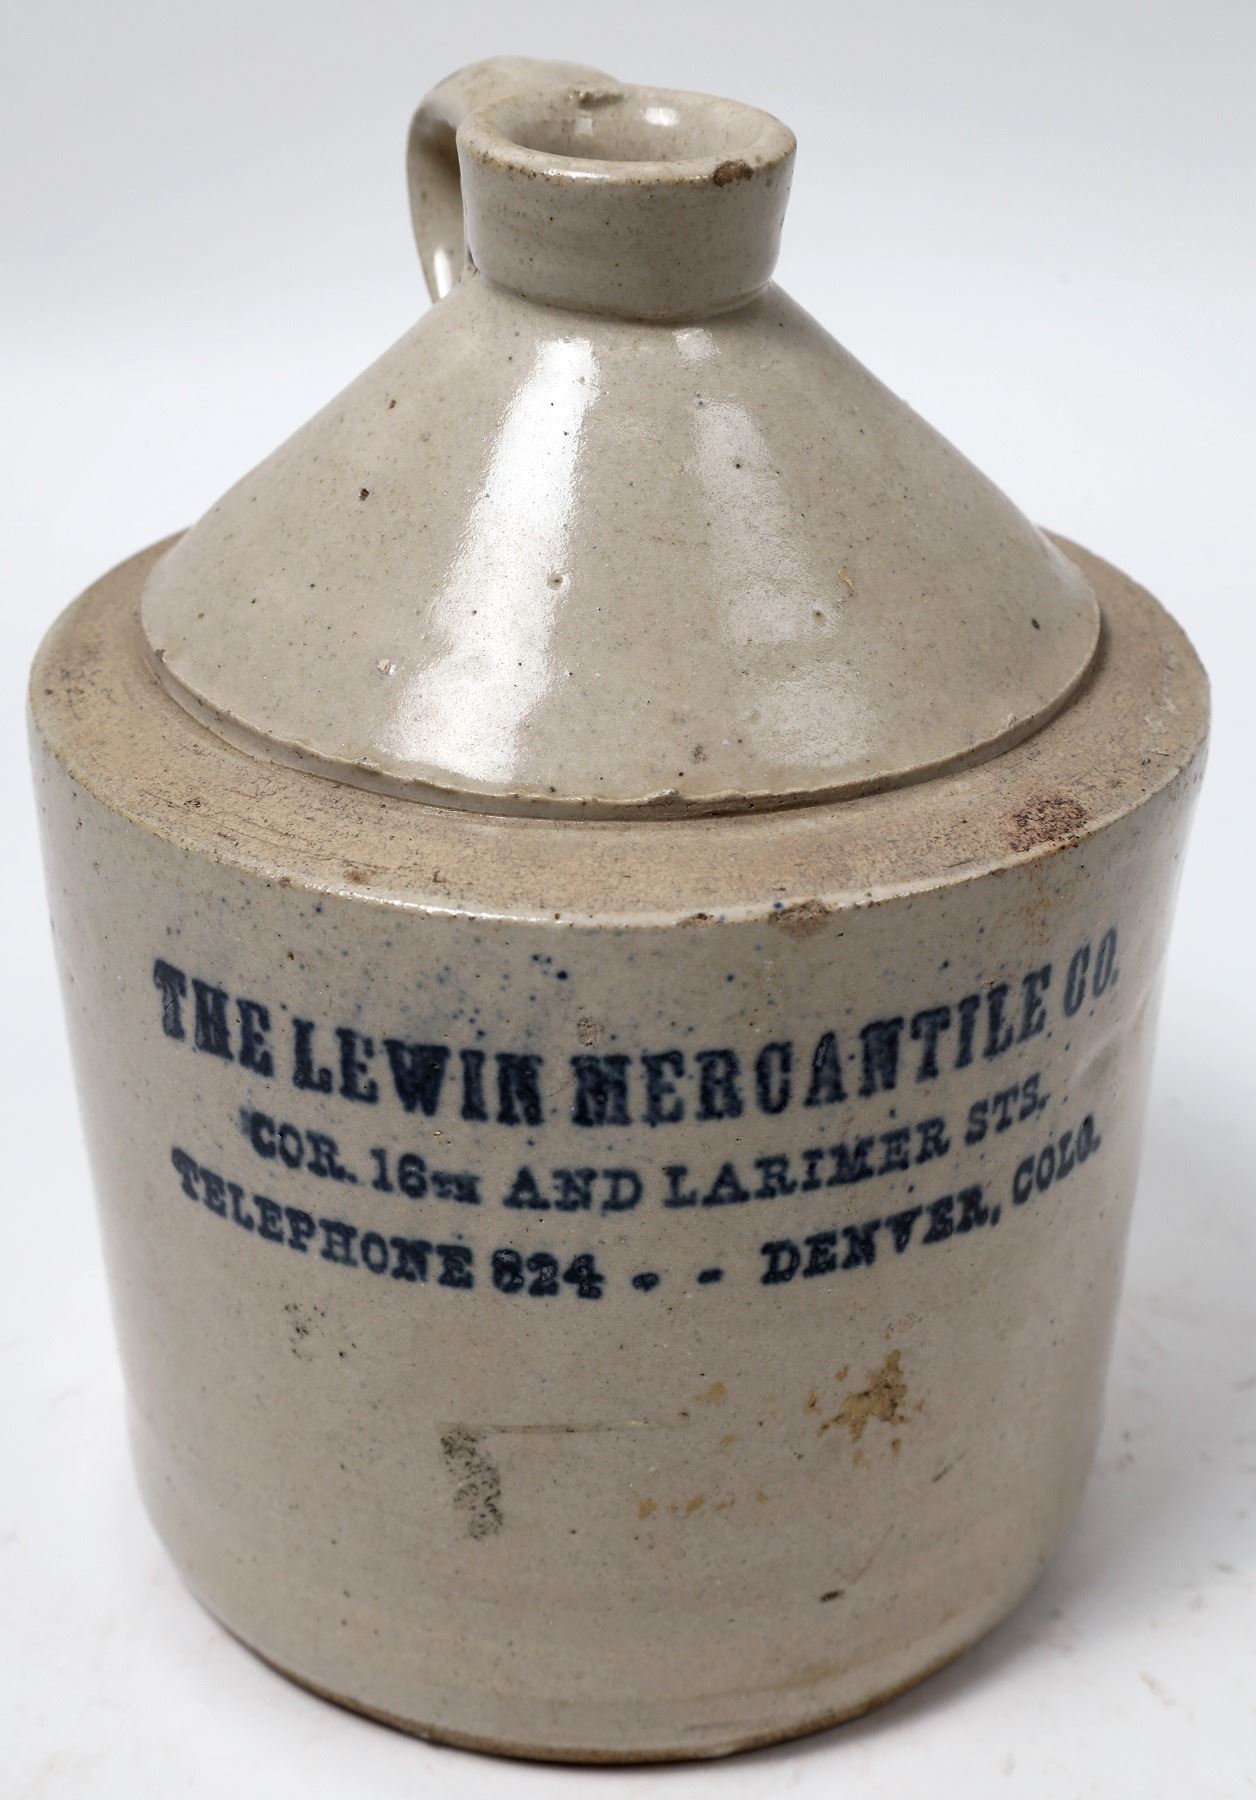 THE LEWIN MERCANTILE CO.
COR. 16TH AND LARIMER STS.
TELEPHONE 824 . - DENVER, COLO.